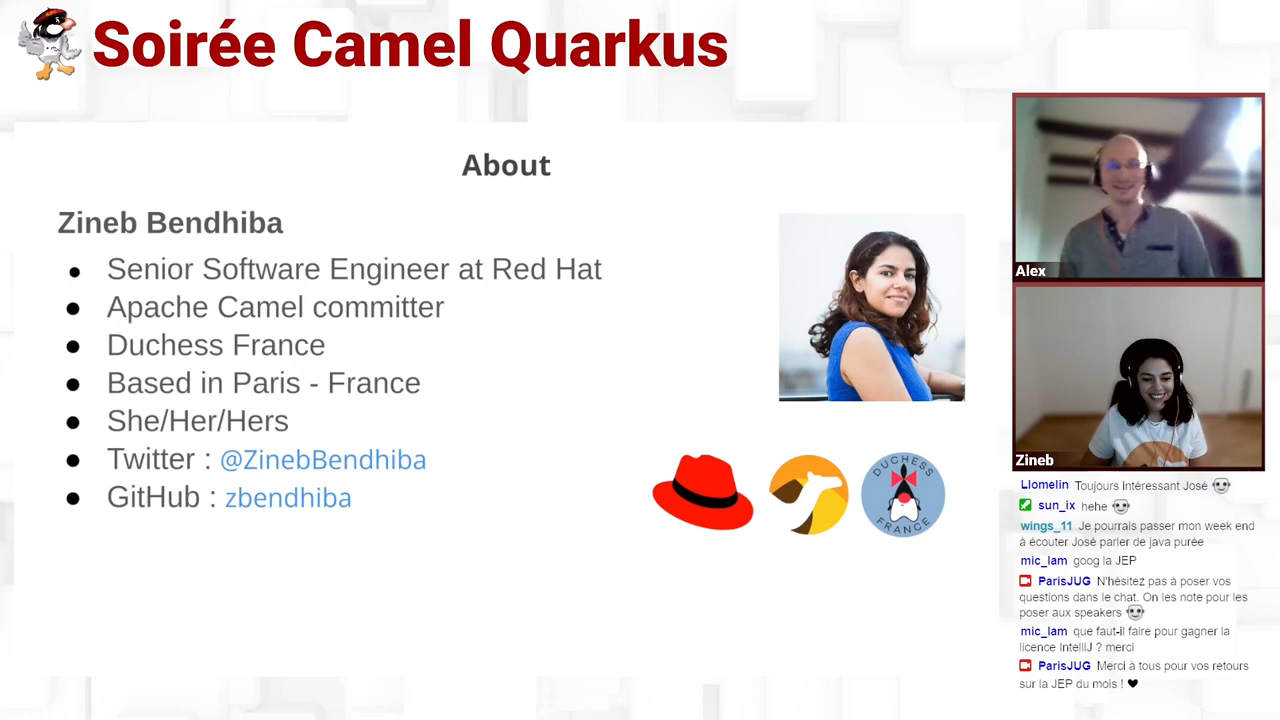 Soirée Camel Quarkus
About
Zineb Bendhiba
● Senior Software Engineer at Red Hat
● Apache Camel committer
● Duchess France
● Based in Paris - France
● She/Her/Hers
● Twitter : @ZinebBendhiba
● GitHub : zbendhiba
DUCHESS
FRANCE
Alex
Zineb
Llomelin Toujours intéressant José
sun_ix hehe
wings_11 Je pourrais passer mon week end
à écouter José parler de java purée
mic_lam goog la JEP
ParisJUG N'hésitez pas à poser vos
questions dans le chat. On les note pour les
poser aux speakers
mic_lam que faut-il faire pour gagner la
licence IntelliJ ? merci
ParisJUG Merci à tous pour vos retours
sur la JEP du mois ! ♥